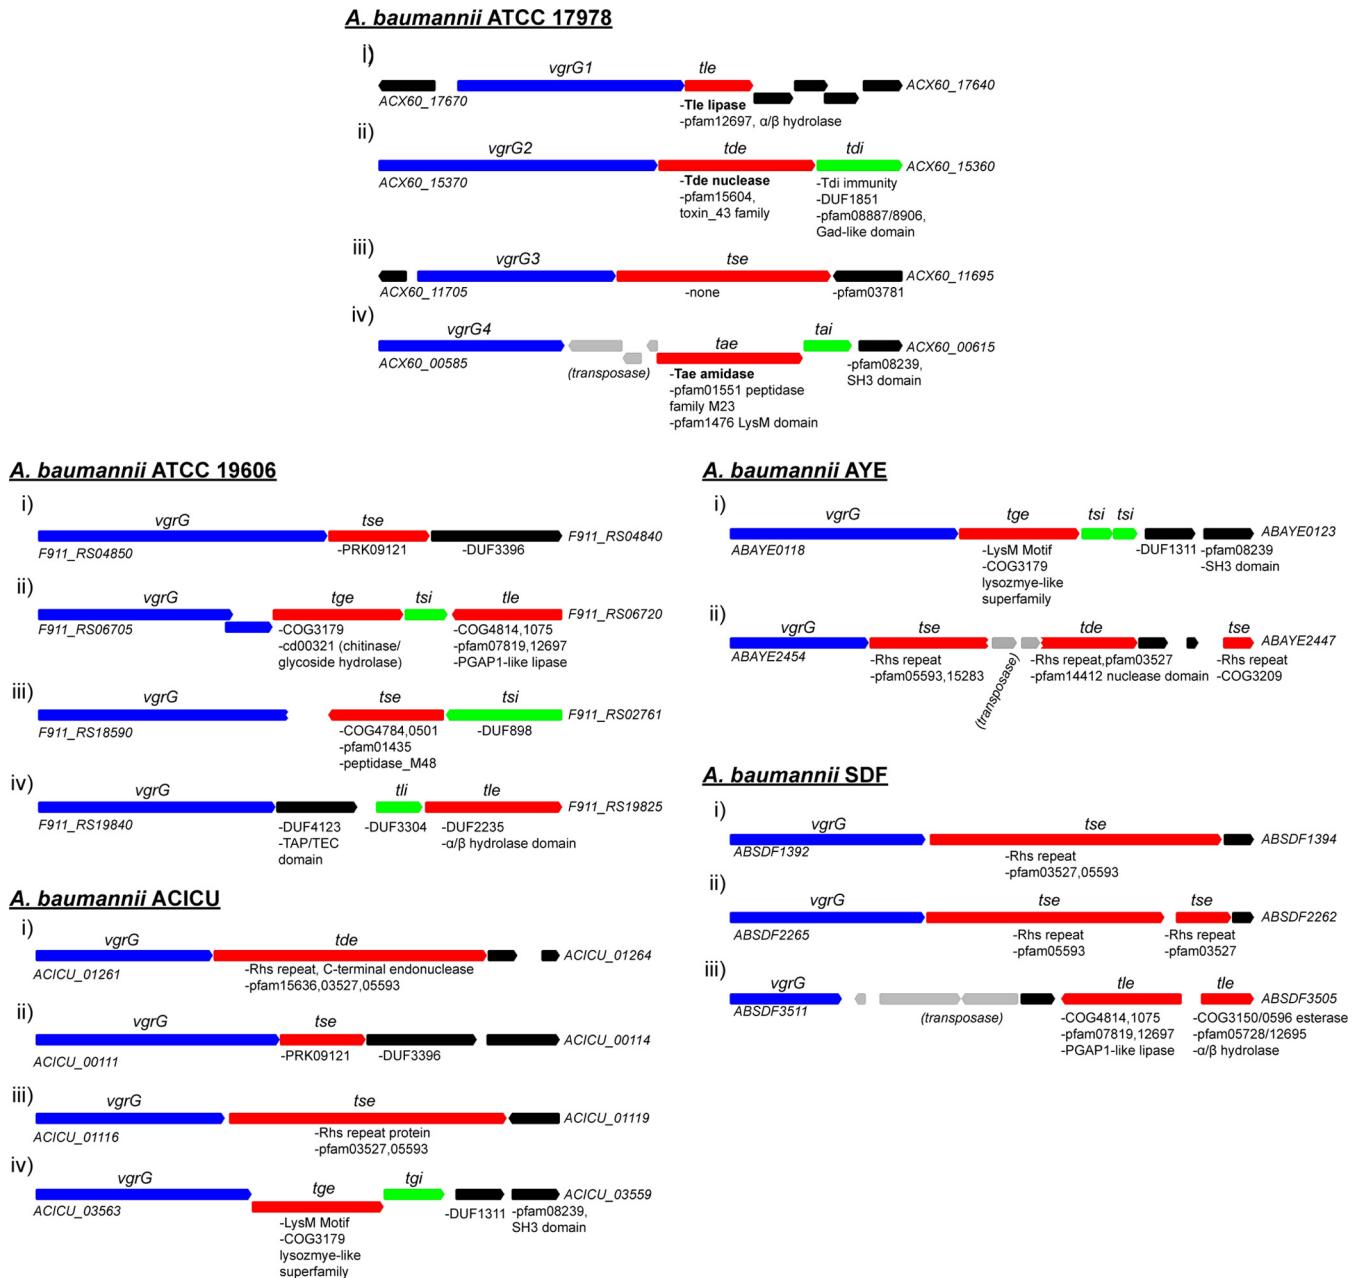 A. baumannii ATCC 17978
i)
vgrG1 tle
ACX60_17670 ACX60_17640
-Tle lipase
-pfam12697, α/β hydrolase
ii)
vgrG2 tde tdi
ACX60_15370 ACX60_15360
-Tde nuclease
-pfam15604,
toxin_43 family
-Tdi immunity
-DUF1851
-pfam08887/8906,
Gad-like domain
iii)
vgrG3 tse
ACX60_11705 ACX60_11695
-none
-pfam03781
iv)
vgrG4 tae tai
ACX60_00585 ACX60_00615
(transposase)
-Tae amidase
-pfam01551 peptidase
family M23
-pfam1476 LysM domain
-pfam08239,
SH3 domain
A. baumannii ATCC 19606
i)
vgrG tse
F911_RS04850 F911_RS04840
-PRK09121
-DUF3396
ii)
vgrG tge tsi tle
F911_RS06705 F911_RS06720
-COG3179
-cd00321 (chitinase/
glycoside hydrolase)
-COG4814,1075
-pfam07819,12697
-PGAP1-like lipase
iii)
vgrG tse tsi
F911_RS18590 F911_RS02761
-COG4784,0501
-pfam01435
-peptidase_M48
-DUF898
iv)
vgrG tli tle
F911_RS19840 F911_RS19825
-DUF4123
-TAP/TEC
domain
-DUF3304
-DUF2235
-α/β hydrolase domain
A. baumannii ACICU
i)
vgrG tde
ACICU_01261 ACICU_01264
-Rhs repeat, C-terminal endonuclease
-pfam15636,03527,05593
ii)
vgrG tse
ACICU_00111 ACICU_00114
-PRK09121
-DUF3396
iii)
vgrG tse
ACICU_01116 ACICU_01119
-Rhs repeat protein
-pfam03527,05593
iv)
vgrG tge tgi
ACICU_03563 ACICU_03559
-LysM Motif
-COG3179
lysozmye-like
superfamily
-DUF1311
-pfam08239,
SH3 domain
A. baumannii AYE
i)
vgrG tge tsi tsi
ABAYE0118 ABAYE0123
-LysM Motif
-COG3179
lysozmye-like
superfamily
-DUF1311
-pfam08239
-SH3 domain
ii)
vgrG tse tde tse
ABAYE2454 ABAYE2447
-Rhs repeat
-pfam05593,15283
(transposase)
-Rhs repeat,pfam03527
-pfam14412 nuclease domain
-Rhs repeat
-COG3209
A. baumannii SDF
i)
vgrG tse
ABSDF1392 ABSDF1394
-Rhs repeat
-pfam03527,05593
ii)
vgrG tse tse
ABSDF2265 ABSDF2262
-Rhs repeat
-pfam05593
-Rhs repeat
-pfam03527
iii)
vgrG tle tle
ABSDF3511 ABSDF3505
(transposase)
-COG4814,1075
-pfam07819,12697
-PGAP1-like lipase
-COG3150/0596 esterase
-pfam05728/12695
-α/β hydrolase